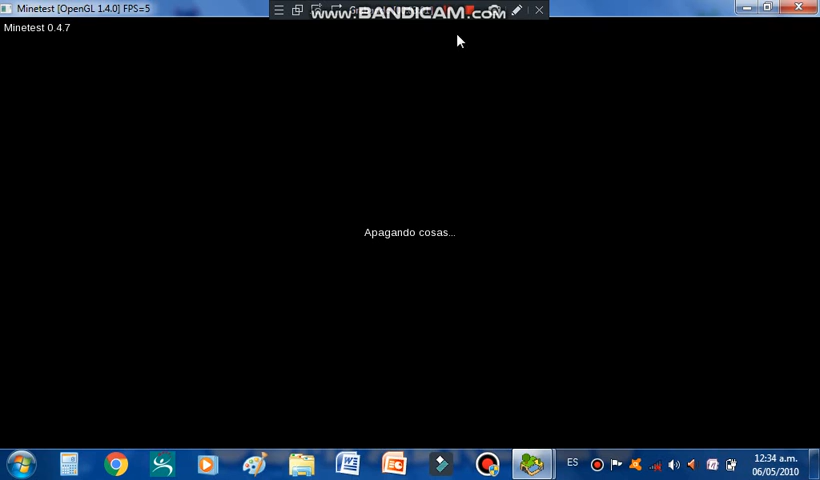 Minetest [OpenGL 1.4.0] FPS=5
www.BANDICAM.com
Minetest 0.4.7
Apagando cosas...
ES
12:34 a.m.
06/05/2010